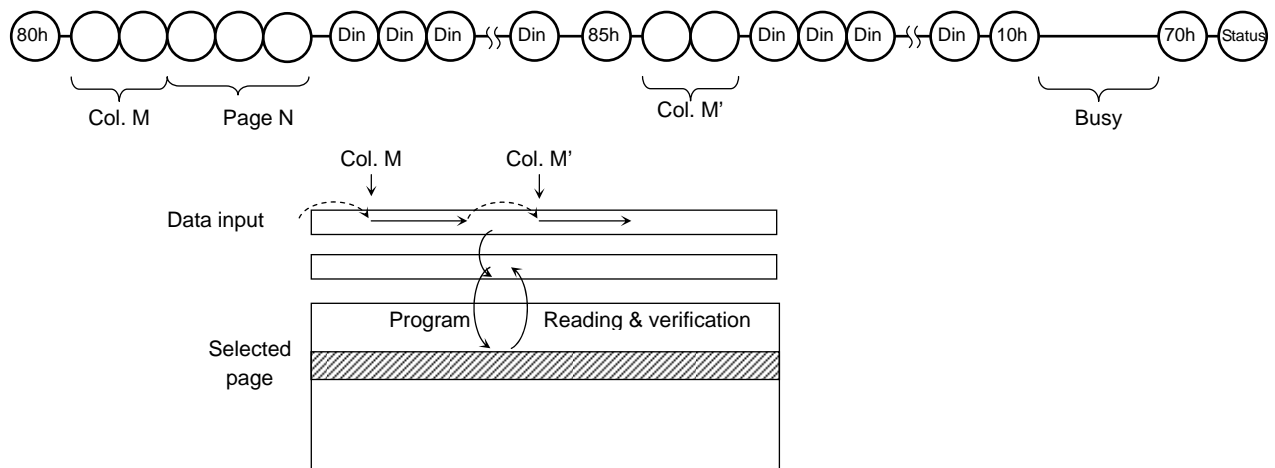 80h Din Din Din Din 85h Din Din Din Din 10h 70h Status
Col. M Page N Col. M’ Busy
Col. M Col. M’
Data input
Program Reading & verification
Selected
page